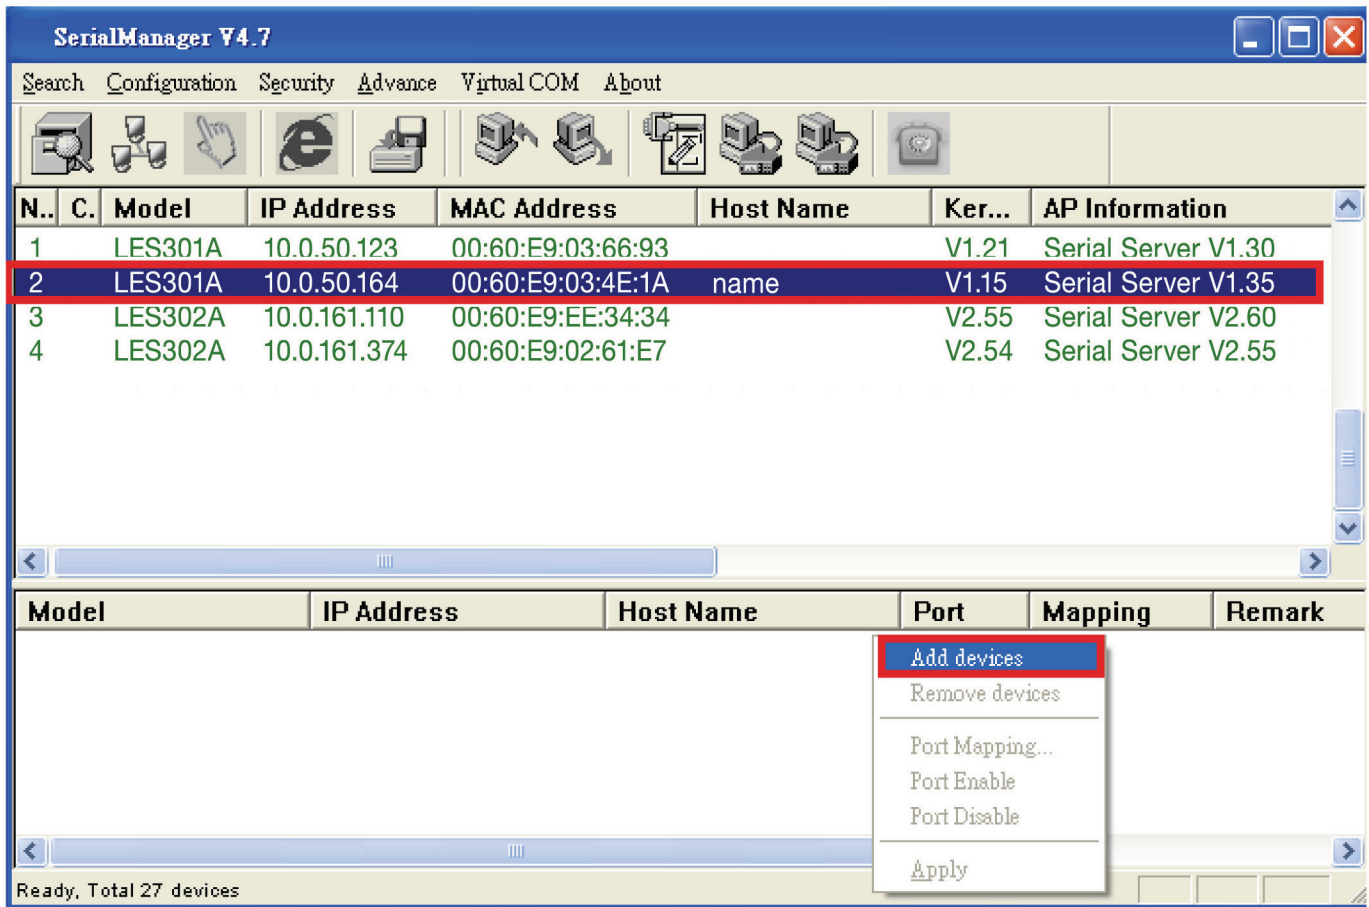 SerialManager V4.7
Search Configuration Security Advance Virtual COM About
N.. C. Model IP Address MAC Address Host Name Ker... AP Information
1 LES301A 10.0.50.123 00:60:E9:03:66:93 V1.21 Serial Server V1.30
2 LES301A 10.0.50.164 00:60:E9:03:4E:1A name V1.15 Serial Server V1.35
3 LES302A 10.0.161.110 00:60:E9:EE:34:34 V2.55 Serial Server V2.60
4 LES302A 10.0.161.374 00:60:E9:02:61:E7 V2.54 Serial Server V2.55
Model IP Address Host Name Port Mapping Remark
Add devices
Remove devices
Port Mapping...
Port Enable
Port Disable
Apply
Ready, Total 27 devices